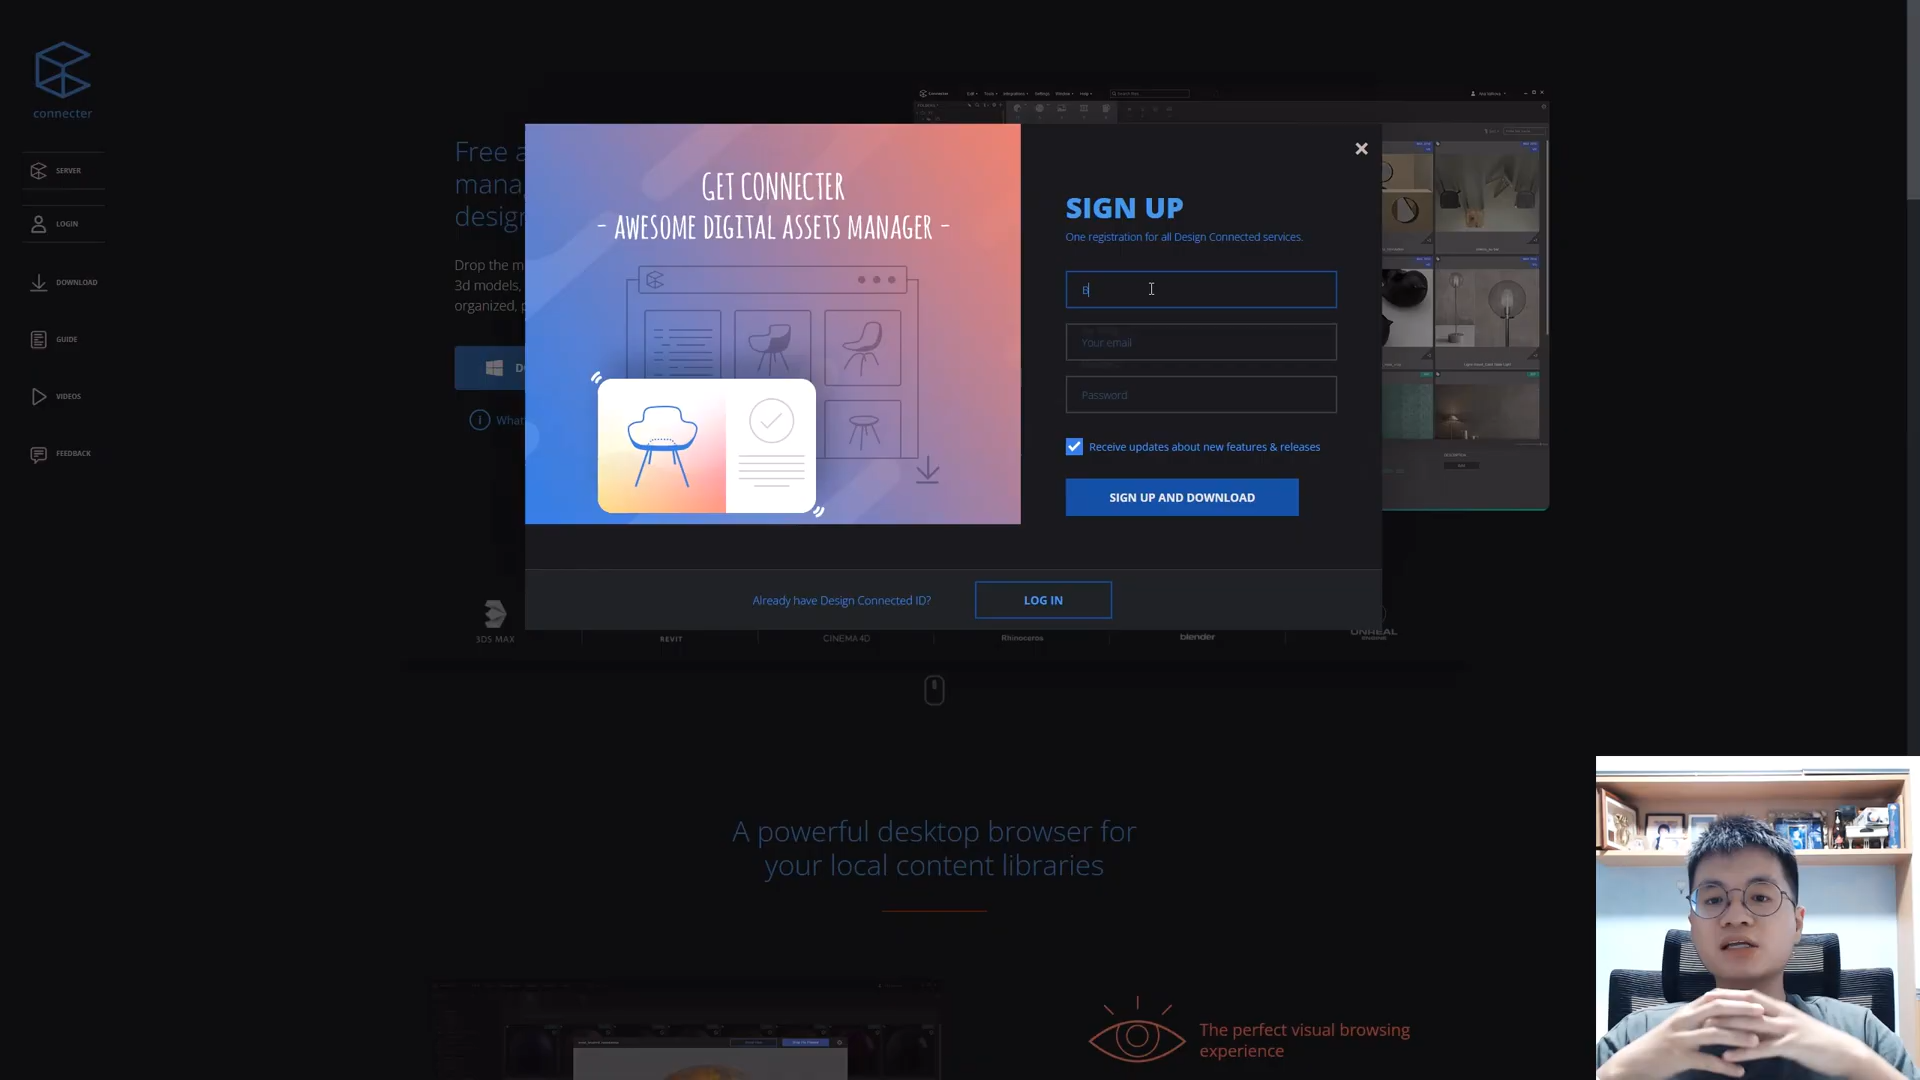 connecter
SERVER
LOGIN
DOWNLOAD
GUIDE
VIDEOS
FEEDBACK
Free a
mana
design
Drop the m
3d models,
organized, p
D
What
GET CONNECTER
- AWESOME DIGITAL ASSETS MANAGER -
SIGN UP
One registration for all Design Connected services.
B
Your email
Password
Receive updates about new features & releases
SIGN UP AND DOWNLOAD
Already have Design Connected ID?
LOG IN
3DS MAX
REVIT
CINEMA 4D
Rhinoceros
blender
UNREAL
ENGINE
A powerful desktop browser for
your local content libraries
The perfect visual browsing
experience